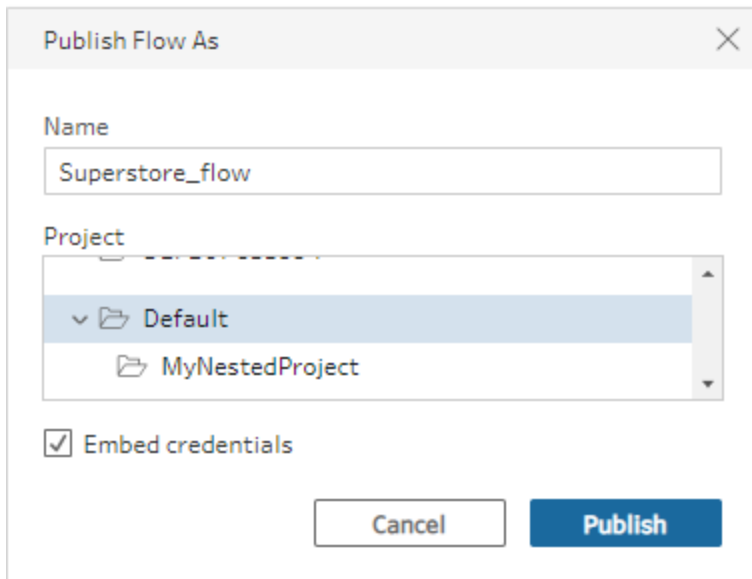 Publish Flow As
Name
Superstore_flow
Project
Default
MyNestedProject
Embed credentials
Cancel
Publish